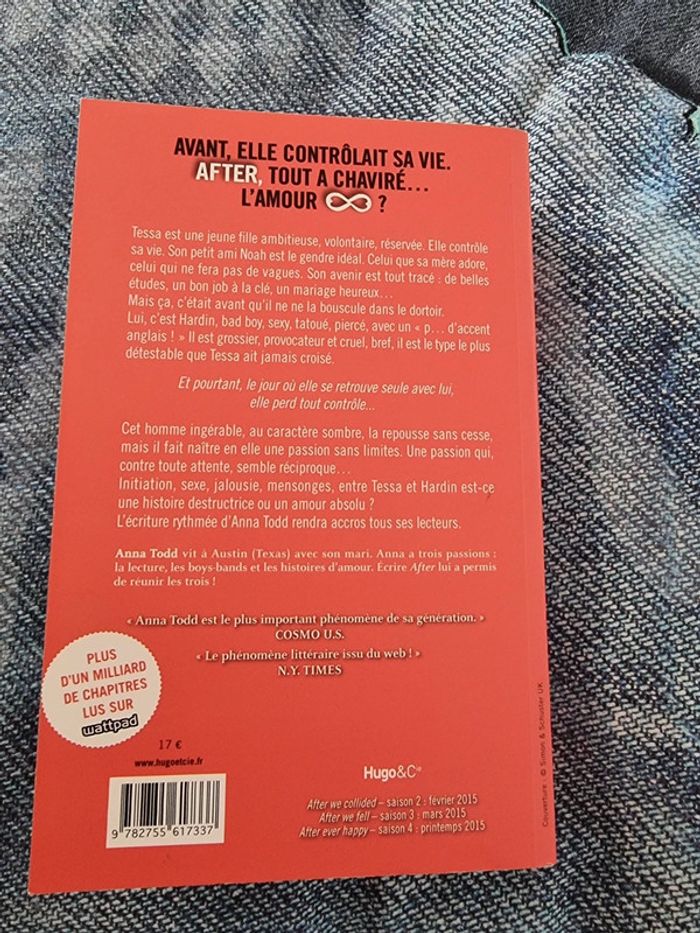 AVANT, ELLE CONTRÔLAIT SA VIE.
AFTER, TOUT A CHAVIRÉ...
L'AMOUR ?
Tessa est une jeune fille ambitieuse, volontaire, réservée. Elle contrôle
sa vie. Son petit ami Noah est le gendre idéal. Celui que sa mère adore,
celui qui ne fera pas de vagues. Son avenir est tout tracé : de belles
études, un bon job à la clé, un mariage heureux...
Mais ça, c'était avant qu'il ne ne la bouscule dans le dortoir.
Lui, c'est Hardin, bad boy, sexy, tatoué, piercé, avec un « p... d'accent
anglais ! » Il est grossier, provocateur et cruel, bref, il est le type le plus
détestable que Tessa ait jamais croisé.
Et pourtant, le jour où elle se retrouve seule avec lui,
elle perd tout contrôle...
Cet homme ingérable, au caractère sombre, la repousse sans cesse,
mais il fait naître en elle une passion sans limites. Une passion qui,
contre toute attente, semble réciproque...
Initiation, sexe, jalousie, mensonges, entre Tessa et Hardin est-ce
une histoire destructrice ou un amour absolu ?
L'écriture rythmée d'Anna Todd rendra accros tous ses lecteurs.
Anna Todd vit à Austin (Texas) avec son mari. Anna a trois passions :
la lecture, les boys-bands et les histoires d'amour. Écrire After lui a permis
de réunir les trois !
« Anna Todd est le plus important phénomène de sa génération. »
COSMO U.S.
« Le phénomène littéraire issu du web ! »
N.Y. TIMES
PLUS
D'UN MILLIARD
DE CHAPITRES
LUS SUR
wattpad
17 €
www.hugoetcie.fr
9 782755 617337
Hugo&Cie
After we collided – saison 2 : février 2015
After we fell – saison 3 : mars 2015
After ever happy – saison 4 : printemps 2015
Couverture : © Simon & Schuster UK